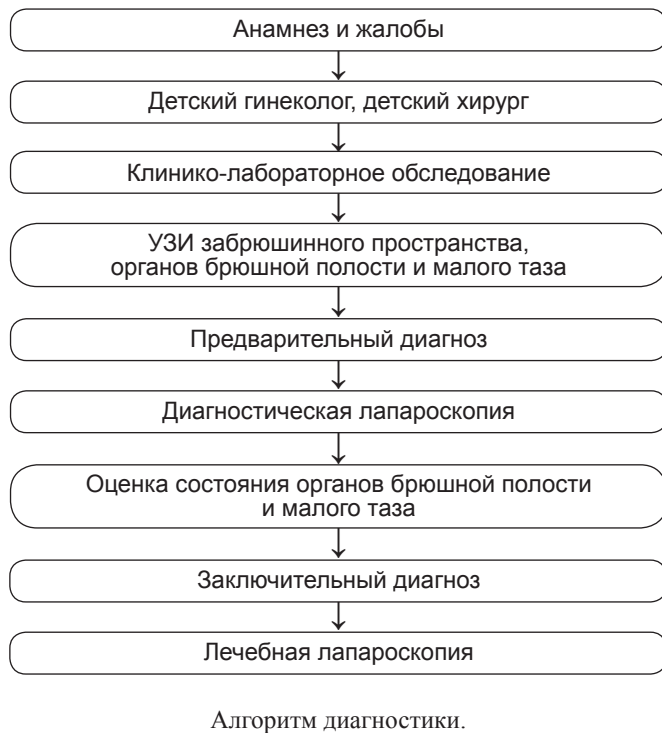 Анамнез и жалобы
Детский гинеколог, детский хирург
Клинико-лабораторное обследование
УЗИ забрюшинного пространства,
органов брюшной полости и малого таза
Предварительный диагноз
Диагностическая лапароскопия
Оценка состояния органов брюшной полости
и малого таза
Заключительный диагноз
Лечебная лапароскопия
Алгоритм диагностики.